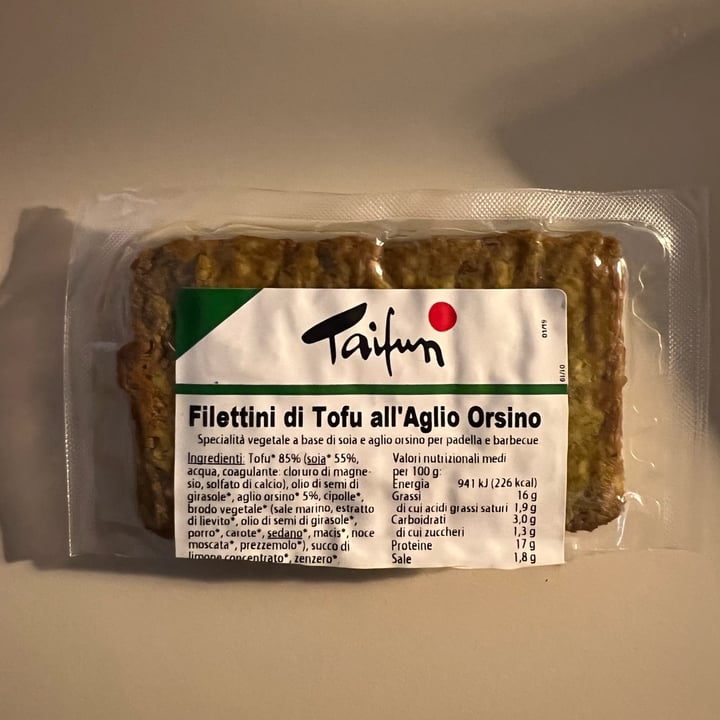 Taifun
01/19
01/19
Filettini di Tofu all'Aglio Orsino
Specialità vegetale a base di soia e aglio orsino per padella e barbecue
Ingredienti: Tofu* 85% (soia* 55%,
acqua, coagulante: cloruro di magne-
sio, solfato di calcio), olio di semi di
girasole*, aglio orsino* 5%, cipolle*,
brodo vegetale* (sale marino, estratto
di lievito*, olio di semi di girasole*,
porro*, carote*, sedano*, macis*, noce
moscata*, prezzemolo*), succo di
limone concentrato*, zenzero*
Valori nutrizionali medi
per 100 g:
Energia 941 kJ (226 kcal)
Grassi 16 g
di cui acidi grassi saturi 1,9 g
Carboidrati 3,0 g
di cui zuccheri 1,3 g
Proteine 17 g
Sale 1,8 g